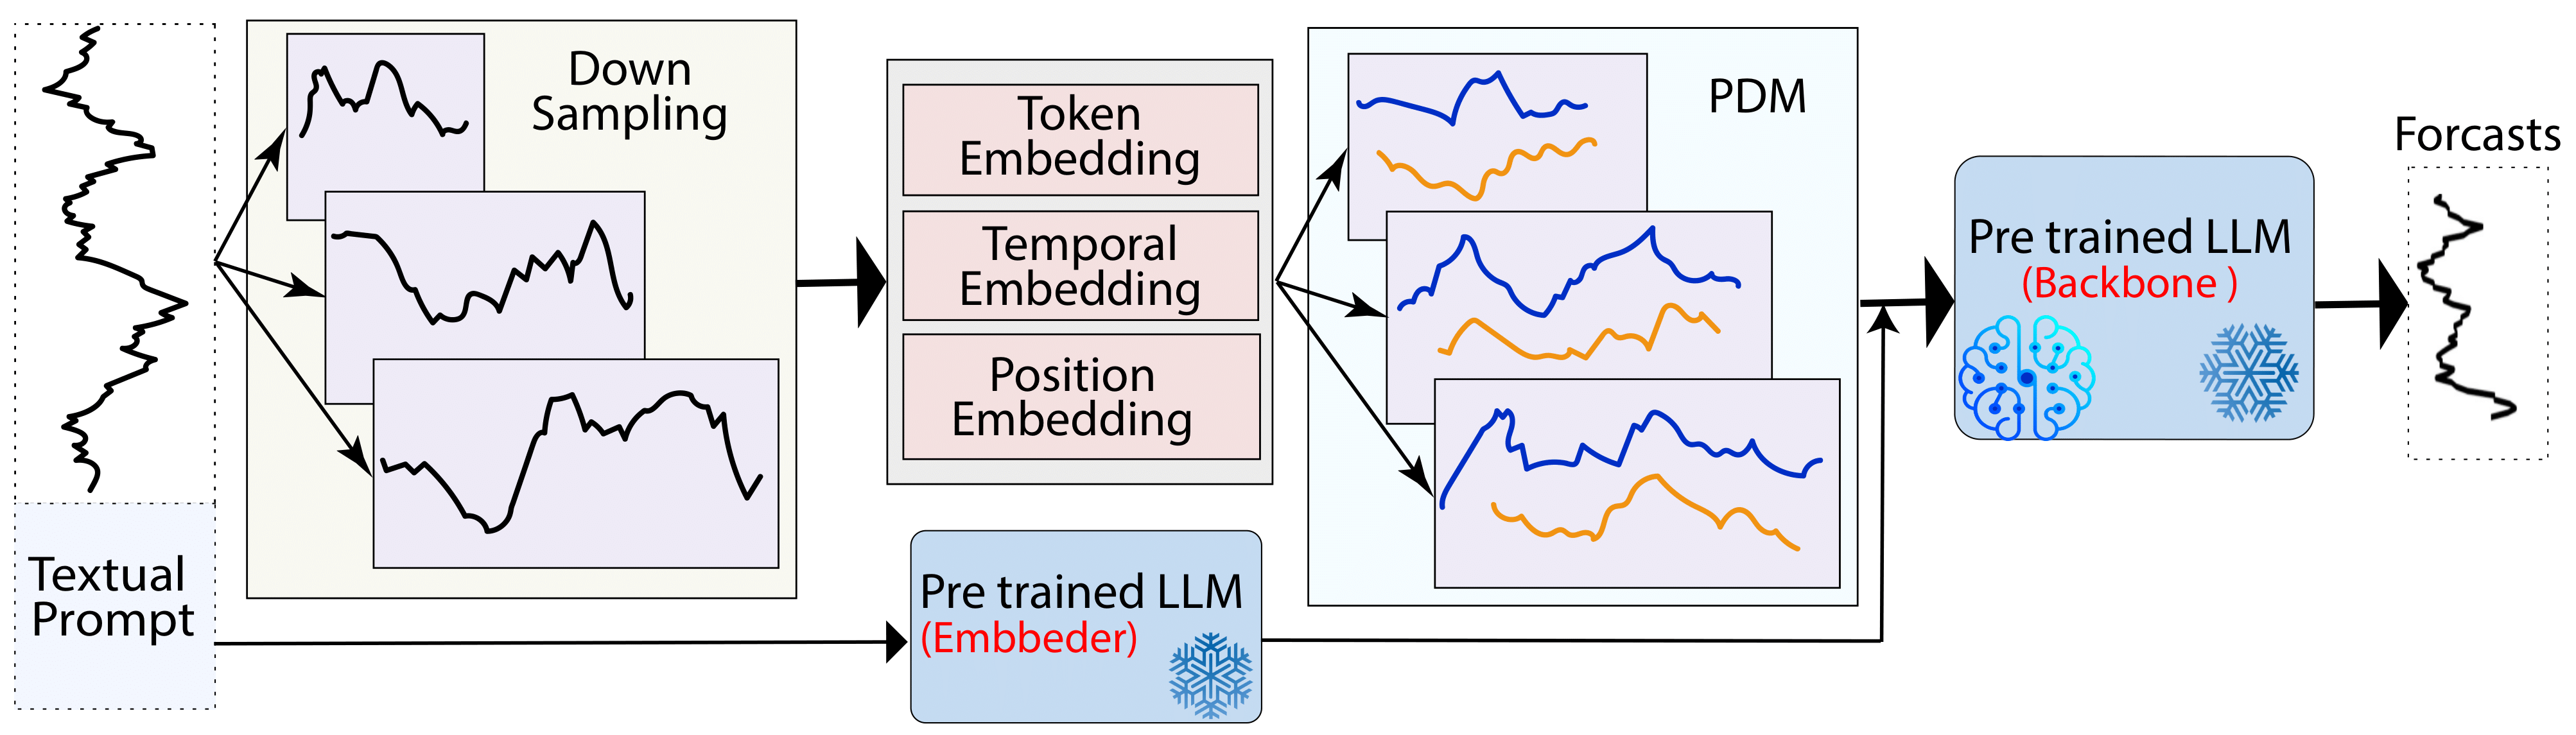 Textual
Prompt
Down
Sampling
Token
Embedding
Temporal
Embedding
Position
Embedding
Pre trained LLM
(Embbeder)
PDM
Pre trained LLM
(Backbone )
Forcasts